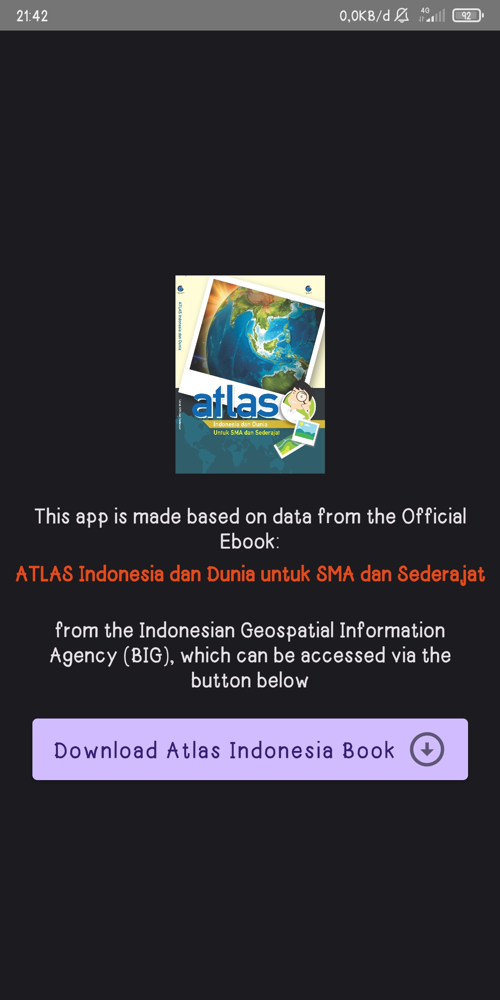 21:42
0,0KB/d
4G
92
ATLAS Indonesia dan Dunia
Untuk SMA dan Sederajat
atlas
Indonesia dan Dunia
Untuk SMA dan Sederajat
This app is made based on data from the Official
Ebook:
ATLAS Indonesia dan Dunia untuk SMA dan Sederajat
from the Indonesian Geospatial Information
Agency (BIG), which can be accessed via the
button below
Download Atlas Indonesia Book